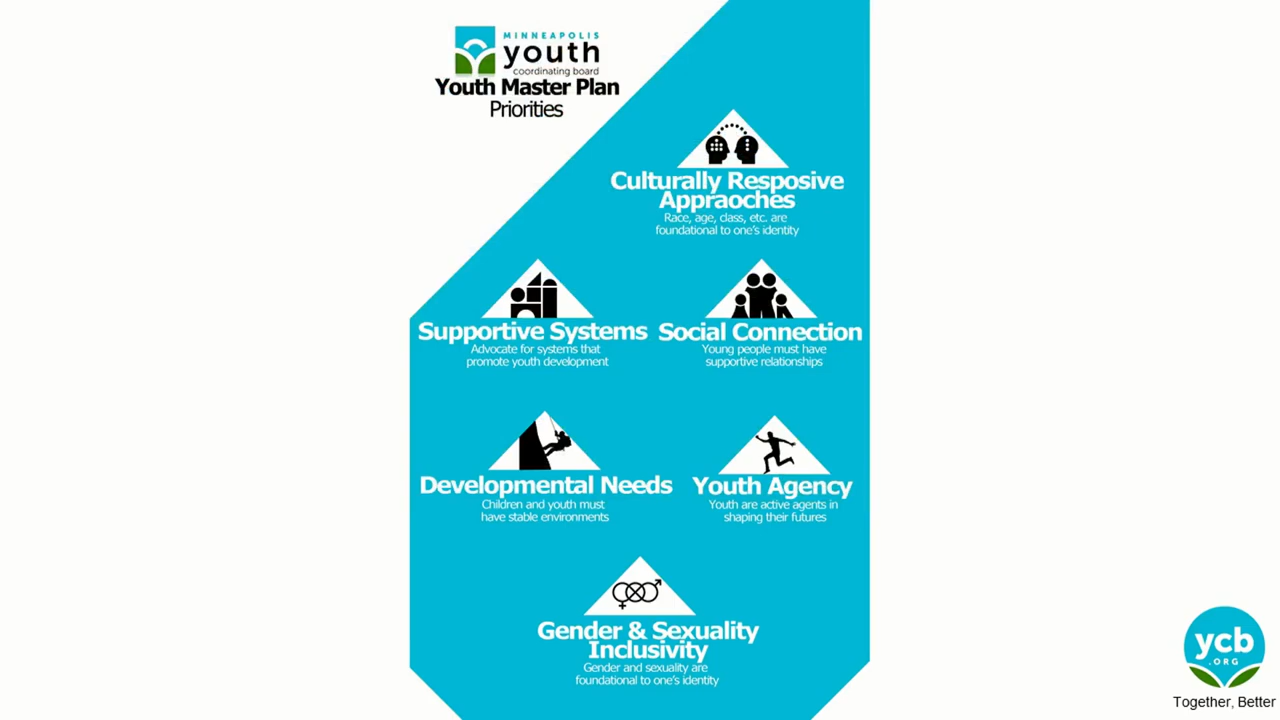 MINNEAPOLIS
youth
coordinating board
Youth Master Plan
Priorities
Culturally Resposive
Appraoches
Race, age, class, etc. are
foundational to one's identity
Supportive Systems
Advocate for systems that
promote youth development
Social Connection
Young people must have
supportive relationships
Developmental Needs
Children and youth must
have stable environments
Youth Agency
Youth are active agents in
shaping their futures
Gender & Sexuality
Inclusivity
Gender and sexuality are
foundational to one's identity
ycb
.ORG
Together, Better